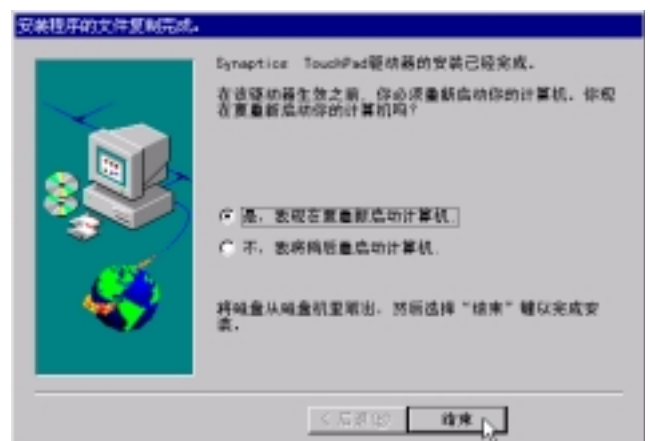 安装程序的文件复制完成。
Synaptics TouchPad驱动器的安装已经完成。
在该驱动器生效之前，你必须重新启动你的计算机。你现
在要重新启动你的计算机吗？
是，我现在要重新启动计算机.
不，我将稍后重启动计算机.
将磁盘从磁盘机里取出，然后选择“结束”键以完成安
装。
< 后退(B)
结束